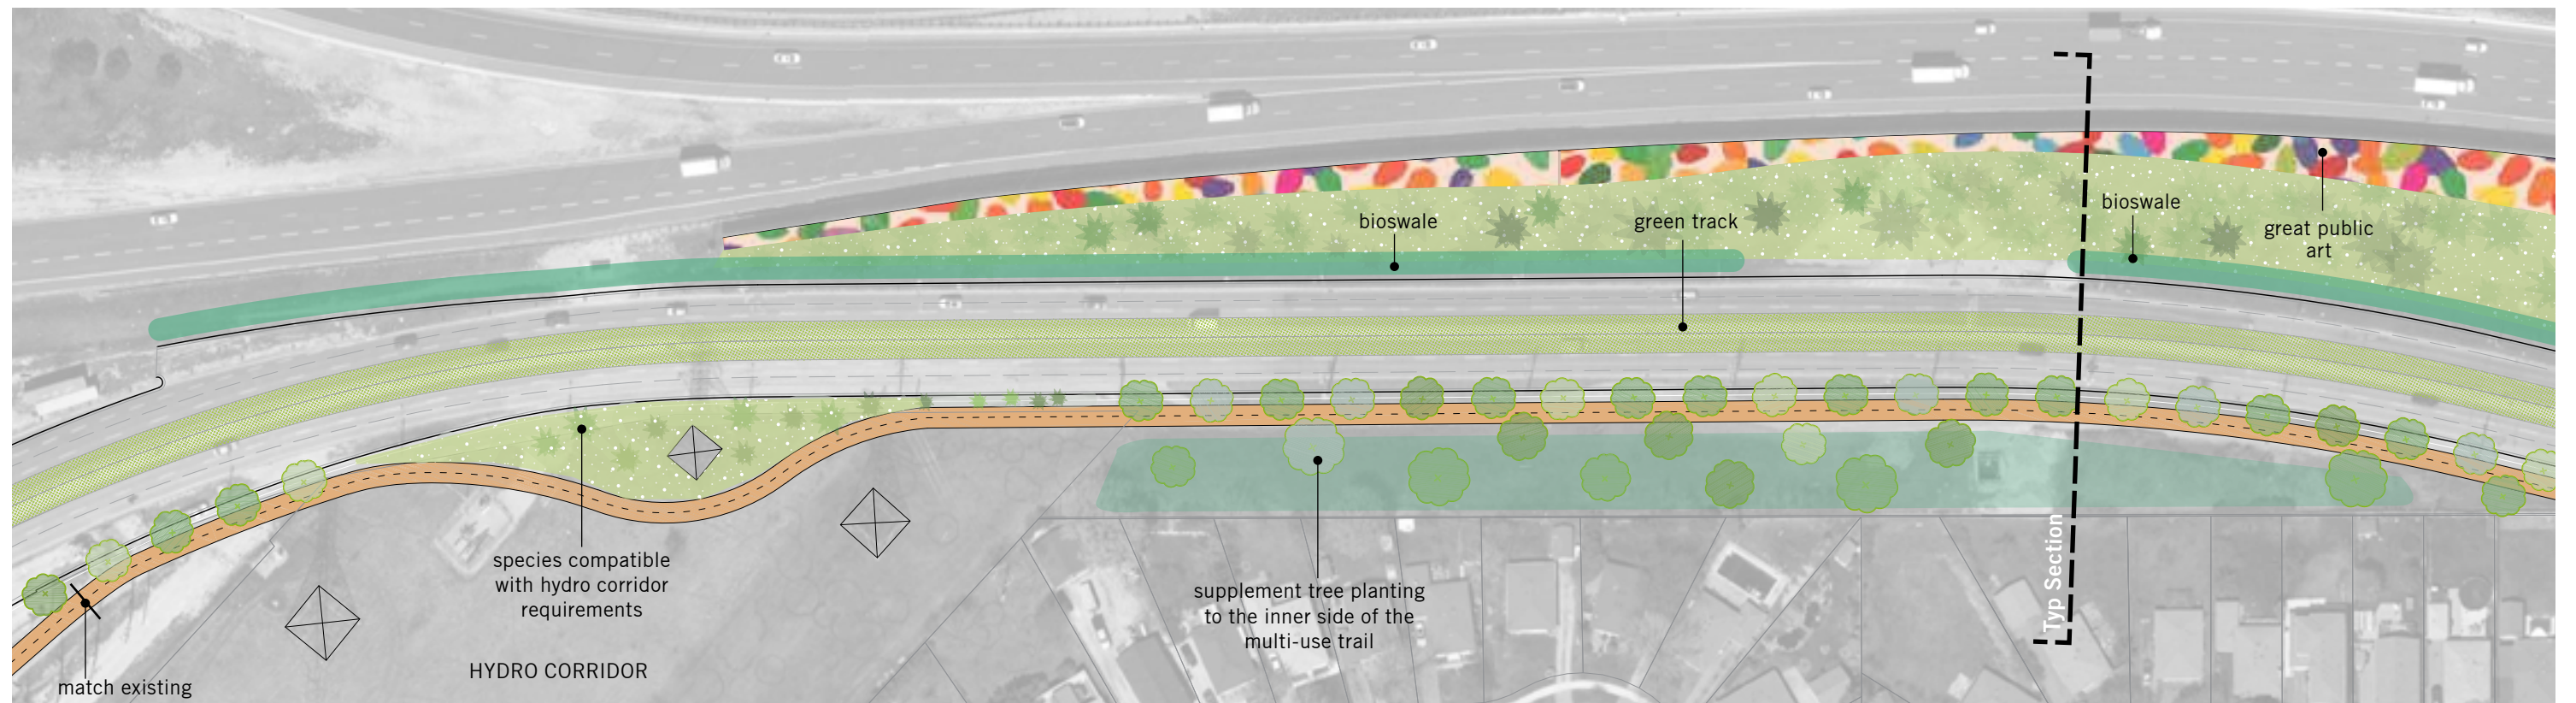 bioswale
green track
bioswale
great public
art
species compatible
with hydro corridor
requirements
supplement tree planting
to the inner side of the
multi-use trail
Typ Section
HYDRO CORRIDOR
match existing